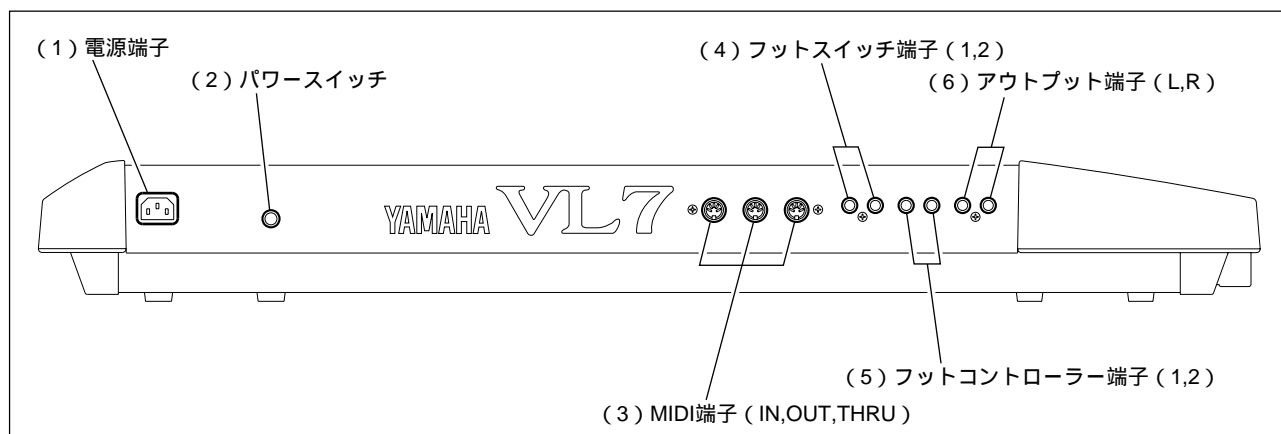 （1）電源端子
（2）パワースイッチ
（4）フットスイッチ端子（1,2）
（6）アウトプット端子（L,R）
YAMAHA VL7
（5）フットコントローラー端子（1,2）
（3）MIDI端子（IN,OUT,THRU）